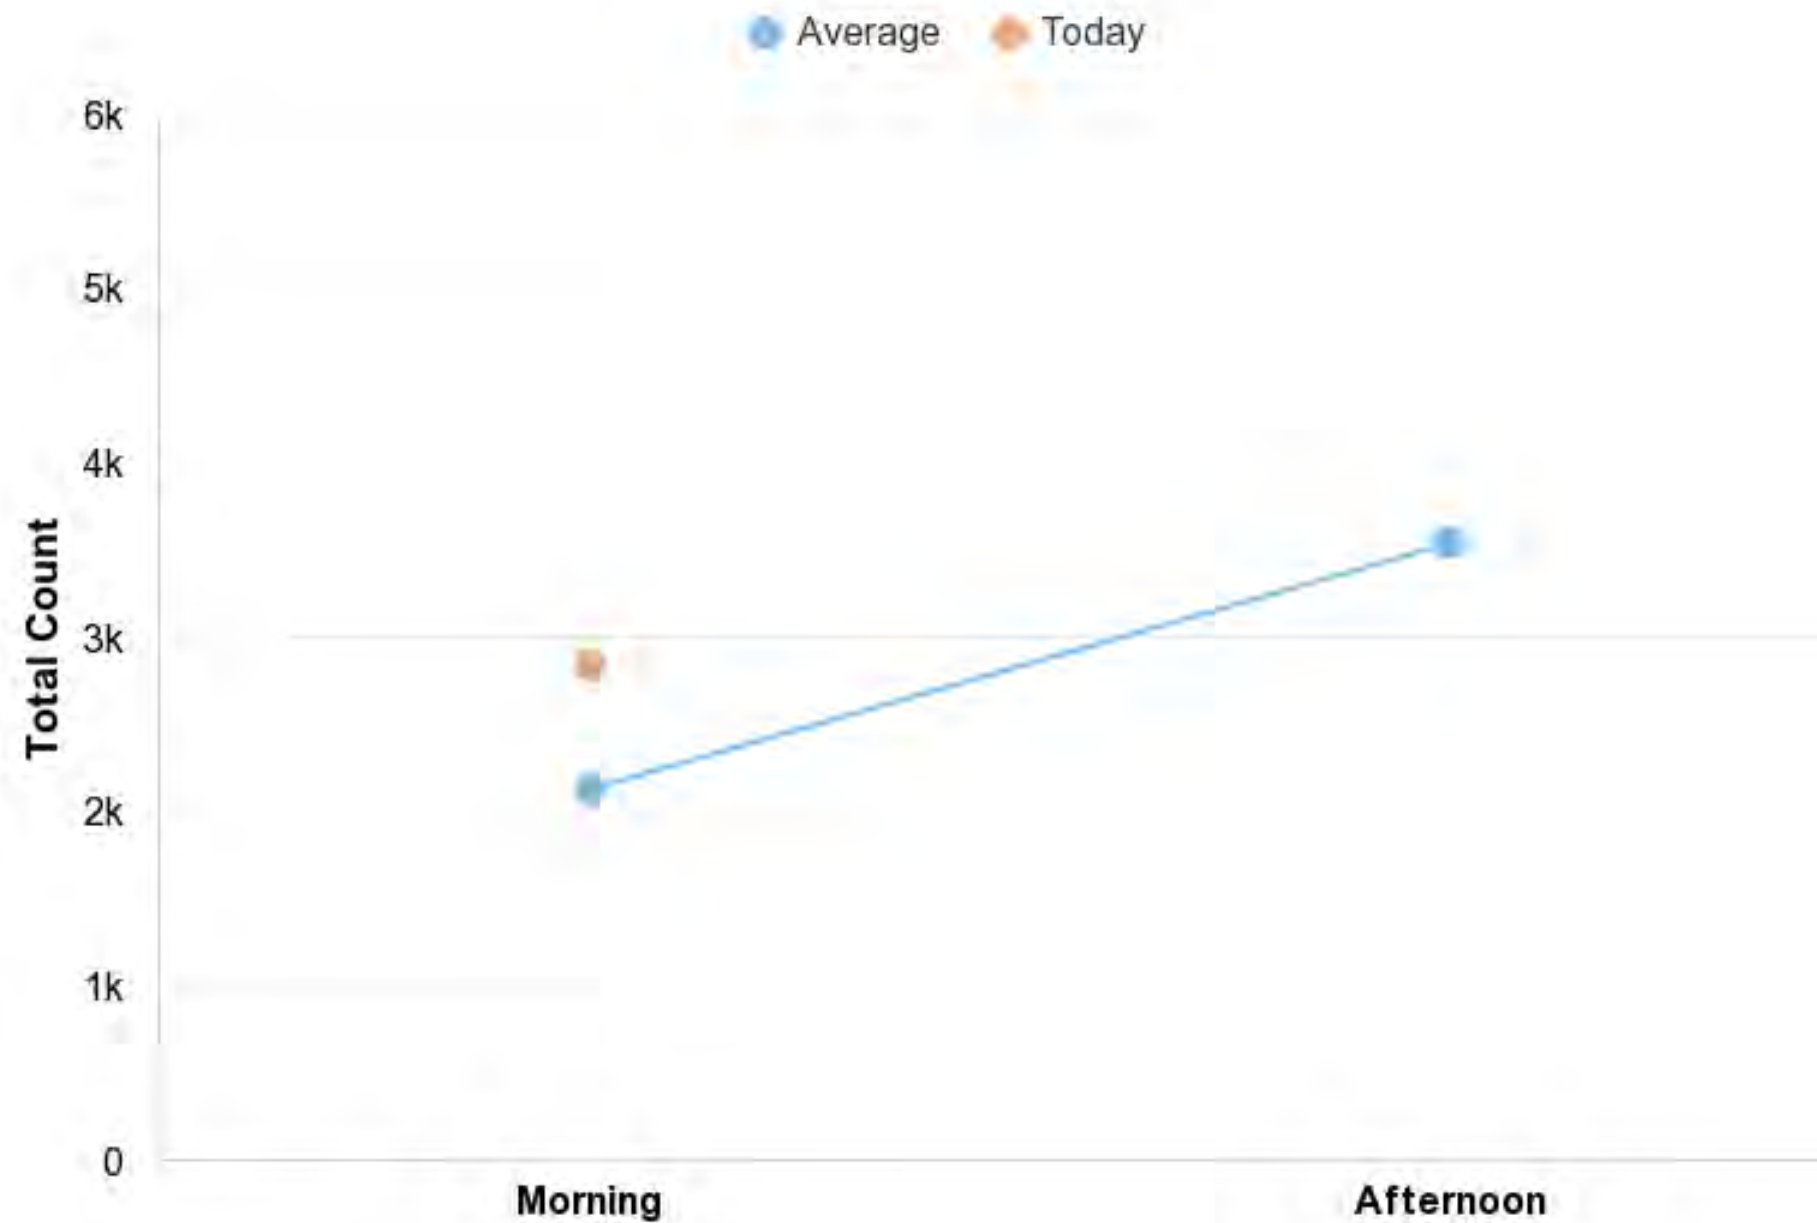 Average Today
6k
5k
4k
3k
2k
1k
0
Total Count
Morning Afternoon